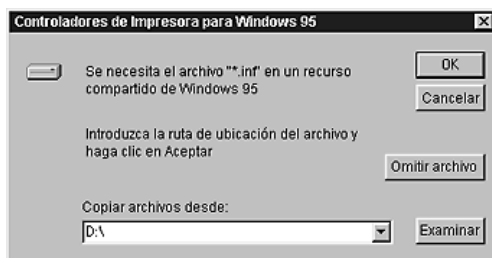 Controladores de Impresora para Windows 95
Se necesita el archivo "*.inf" en un recurso
compartido de Windows 95
OK
Cancelar
Introduzca la ruta de ubicación del archivo y
haga clic en Aceptar
Omitir archivo
Copiar archivos desde:
D:\
Examinar